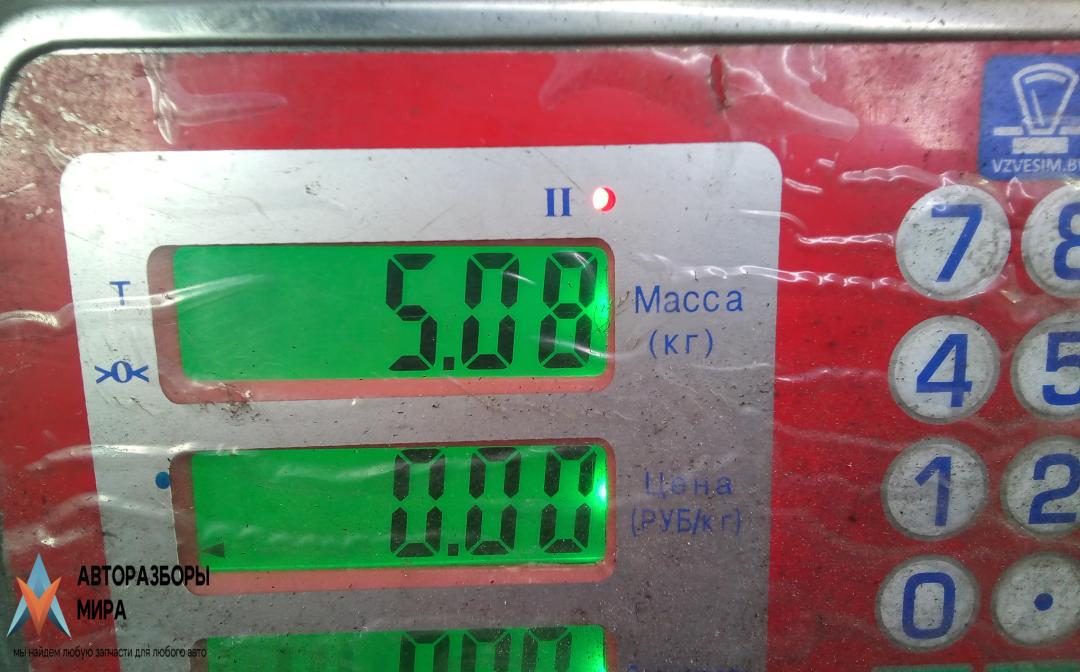 VZVESIM.B
II
7
8
T
5.08
Масса
(кг)
>0<
4
5
0.00
Цена
(РУБ/кг)
1
2
0
.
АВТОРАЗБОРЫ
МИРА
мы найдем любую запчасти для любого авто